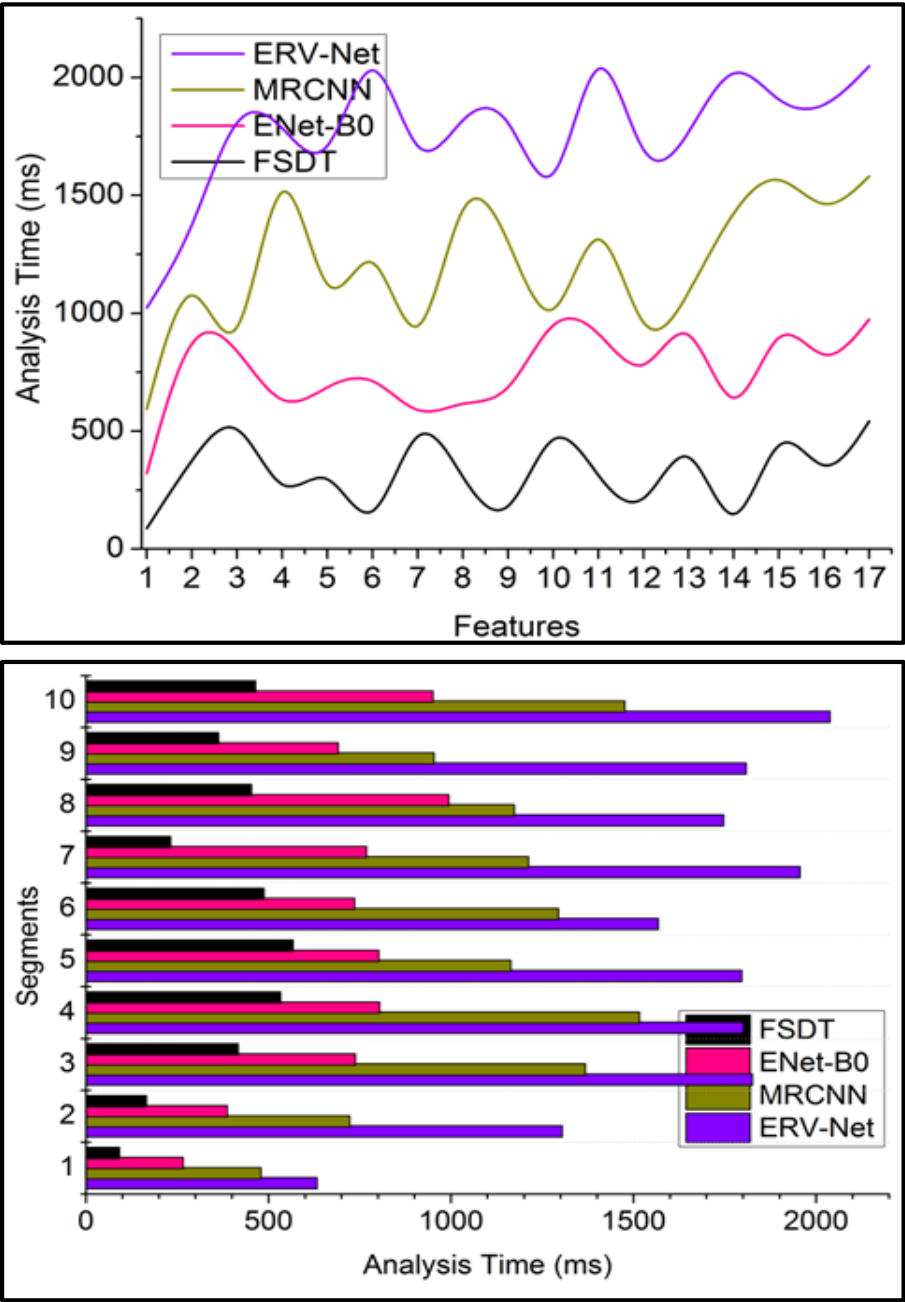 2000
1500
1000
500
0
Analysis Time (ms)
ERV-Net
MRCNN
ENet-B0
FSDT
1 2 3 4 5 6 7 8 9 10 11 12 13 14 15 16 17
Features
10
9
8
7
6
5
4
3
2
1
Segments
FSDT
ENet-B0
MRCNN
ERV-Net
0 500 1000 1500 2000
Analysis Time (ms)